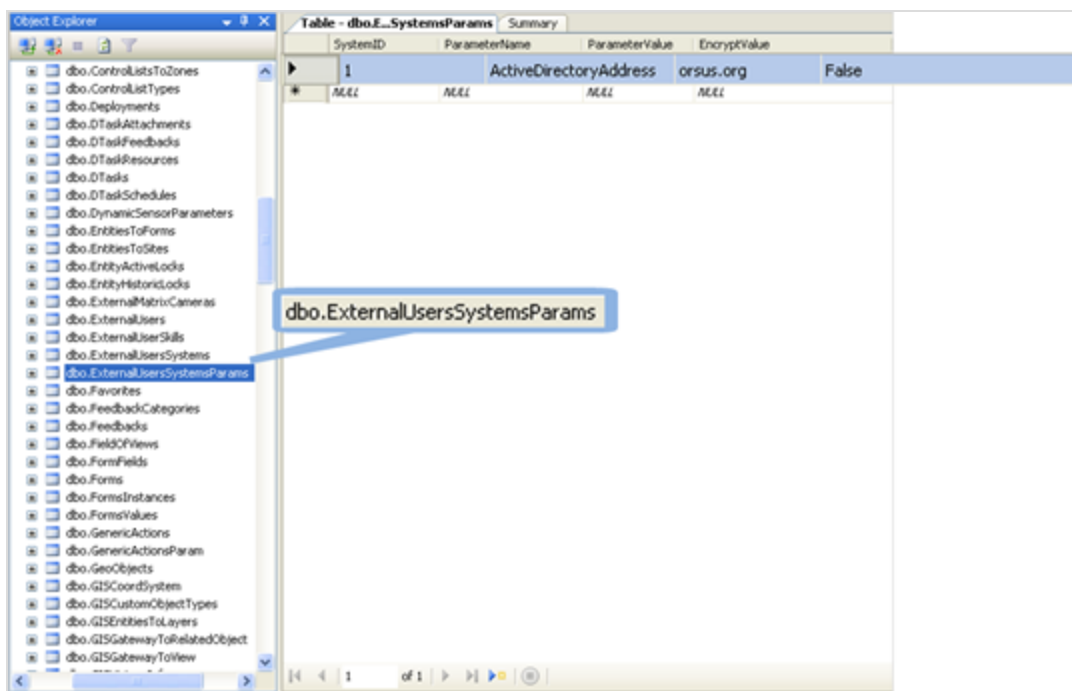 Object Explorer
Table - dbo.E...SystemsParams Summary
SystemID ParameterName ParameterValue EncryptValue
1 ActiveDirectoryAddress orsus.org False
NULL NULL NULL NULL
dbo.ControlListsToZones
dbo.ControlListTypes
dbo.Deployments
dbo.DTaskAttachments
dbo.DTaskFeedbacks
dbo.DTaskResources
dbo.DTasks
dbo.DTaskSchedules
dbo.DynamicSensorParameters
dbo.EntitiesToForms
dbo.EntitiesToSites
dbo.EntityActiveLocks
dbo.EntityHistoricLocks
dbo.ExternalMatrixCameras
dbo.ExternalUsers
dbo.ExternalUserSkills
dbo.ExternalUsersSystems
dbo.ExternalUsersSystemsParams
dbo.Favorites
dbo.FeedbackCategories
dbo.Feedbacks
dbo.FieldOfViews
dbo.FormFields
dbo.Forms
dbo.FormsInstances
dbo.FormsValues
dbo.GenericActions
dbo.GenericActionsParam
dbo.GeoObjects
dbo.GISCoordSystem
dbo.GISCustomObjectTypes
dbo.GISEntitiesToLayers
dbo.GISGatewayToRelatedObject
dbo.GISGatewayToView
dbo.ExternalUsersSystemsParams
1 of 1